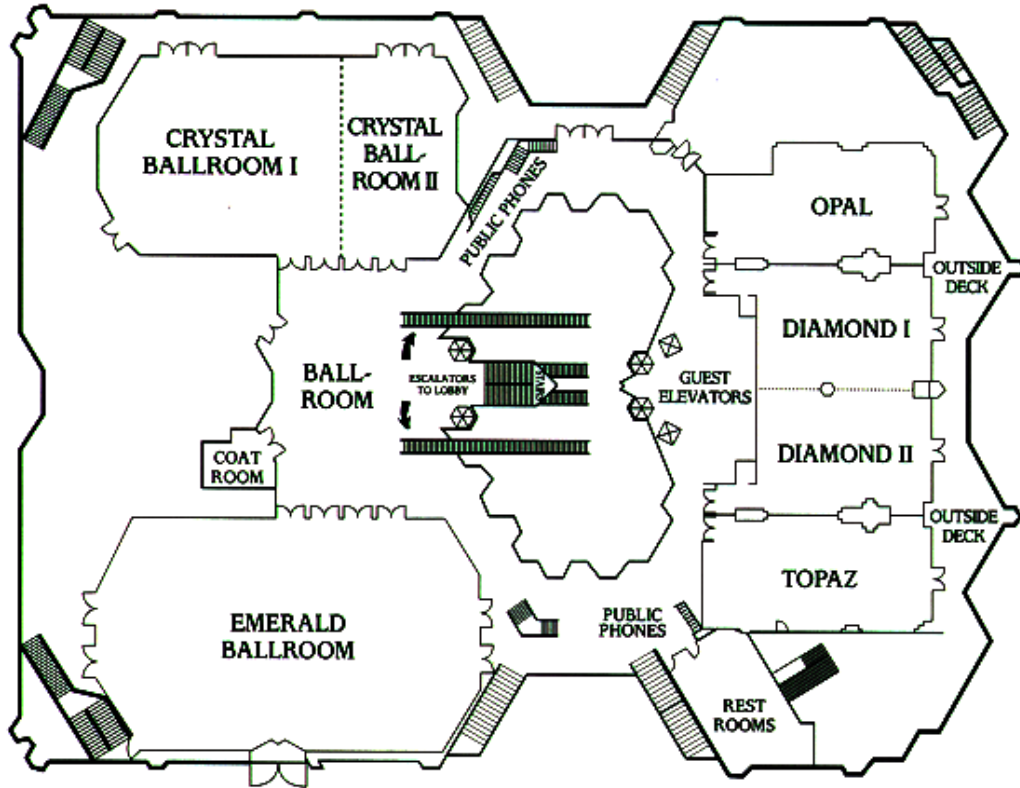 CRYSTAL
BALLROOM I
CRYSTAL
BALL-
ROOM II
PUBLIC PHONES
OPAL
OUTSIDE
DECK
DIAMOND I
BALL-
ROOM
ESCALATORS
TO LOBBY
STAIRS
GUEST
ELEVATORS
DIAMOND II
COAT
ROOM
OUTSIDE
DECK
TOPAZ
EMERALD
BALLROOM
PUBLIC
PHONES
REST
ROOMS